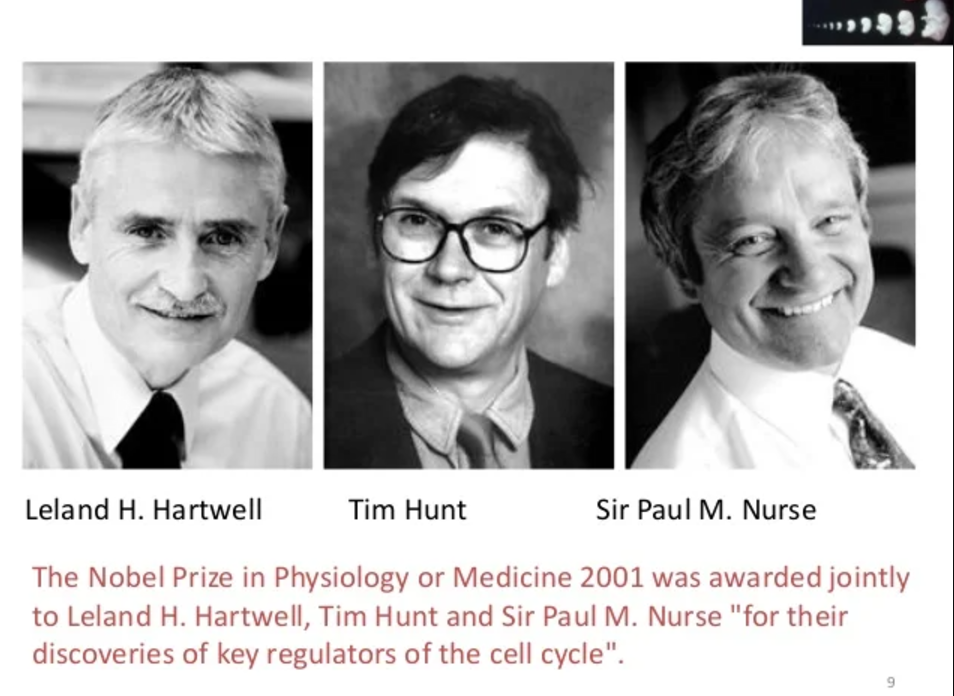 Leland H. Hartwell Tim Hunt Sir Paul M. Nurse
The Nobel Prize in Physiology or Medicine 2001 was awarded jointly
to Leland H. Hartwell, Tim Hunt and Sir Paul M. Nurse "for their
discoveries of key regulators of the cell cycle".
9